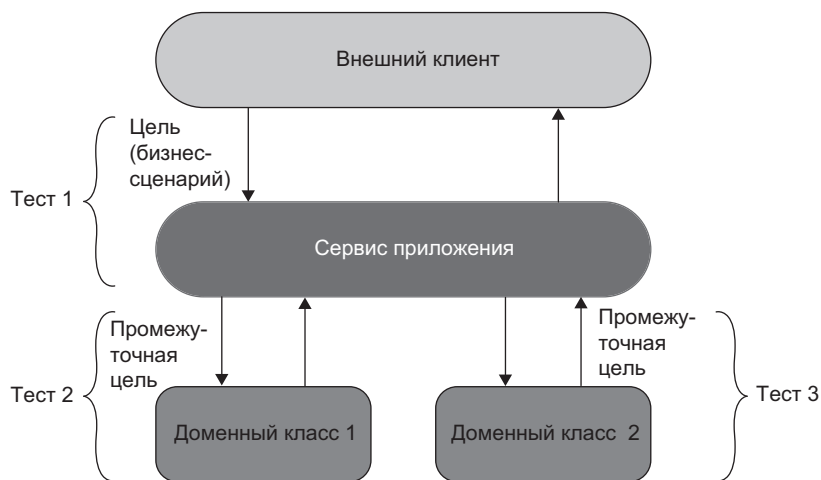 Внешний клиент
Цель
(бизнес-
сценарий)
Тест 1
Сервис приложения
Промежу-
точная
цель
Промежу-
точная
цель
Тест 2
Тест 3
Доменный класс 1
Доменный класс 2